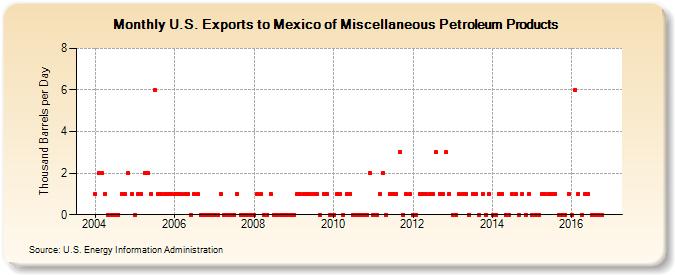 Monthly U.S. Exports to Mexico of Miscellaneous Petroleum Products
Thousand Barrels per Day
8
6
4
2
0
2004 2006 2008 2010 2012 2014 2016
Source: U.S. Energy Information Administration